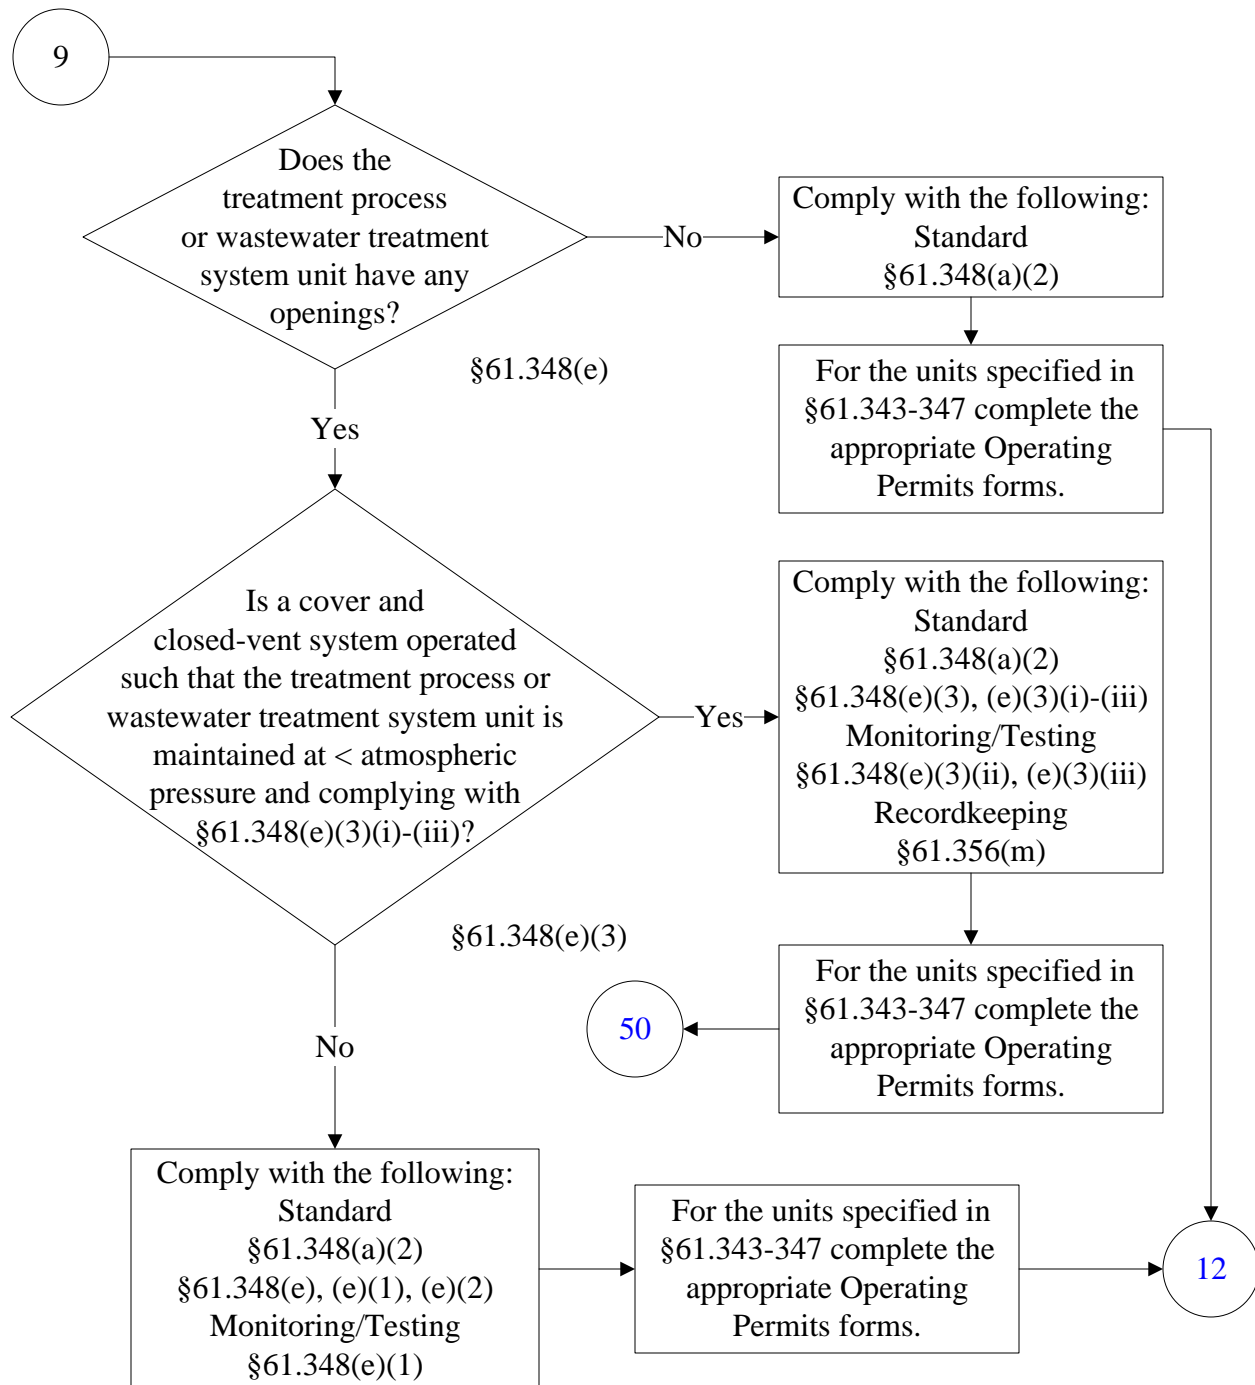 9
Does the
treatment process
or wastewater treatment
system unit have any
openings?
No
Comply with the following:
Standard
§61.348(a)(2)
§61.348(e)
For the units specified in
§61.343-347 complete the
appropriate Operating
Permits forms.
Yes
Is a cover and
closed-vent system operated
such that the treatment process or
wastewater treatment system unit is
maintained at < atmospheric
pressure and complying with
§61.348(e)(3)(i)-(iii)?
Yes
Comply with the following:
Standard
§61.348(a)(2)
§61.348(e)(3), (e)(3)(i)-(iii)
Monitoring/Testing
§61.348(e)(3)(ii), (e)(3)(iii)
Recordkeeping
§61.356(m)
§61.348(e)(3)
For the units specified in
§61.343-347 complete the
appropriate Operating
Permits forms.
50
No
Comply with the following:
Standard
§61.348(a)(2)
§61.348(e), (e)(1), (e)(2)
Monitoring/Testing
§61.348(e)(1)
For the units specified in
§61.343-347 complete the
appropriate Operating
Permits forms.
12